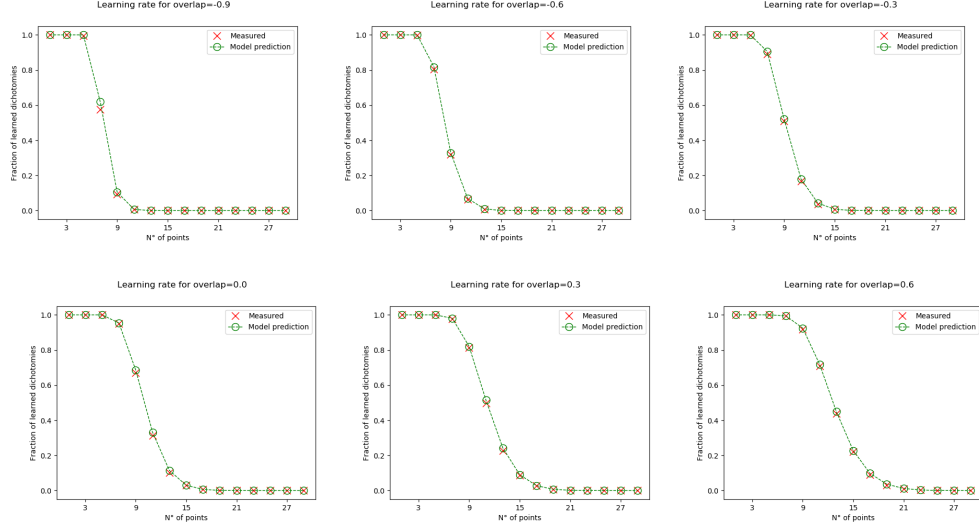 Learning rate for overlap=-0.9
Learning rate for overlap=-0.6
Learning rate for overlap=-0.3
1.0
0.8
0.6
0.4
0.2
0.0
Fraction of learned dichotomies
Measured
Model prediction
3 9 15 21 27
N° of points
1.0
0.8
0.6
0.4
0.2
0.0
Fraction of learned dichotomies
Measured
Model prediction
3 9 15 21 27
N° of points
1.0
0.8
0.6
0.4
0.2
0.0
Fraction of learned dichotomies
Measured
Model prediction
3 9 15 21 27
N° of points
Learning rate for overlap=0.0
Learning rate for overlap=0.3
Learning rate for overlap=0.6
1.0
0.8
0.6
0.4
0.2
0.0
Fraction of learned dichotomies
Measured
Model prediction
3 9 15 21 27
N° of points
1.0
0.8
0.6
0.4
0.2
0.0
Fraction of learned dichotomies
Measured
Model prediction
3 9 15 21 27
N° of points
1.0
0.8
0.6
0.4
0.2
0.0
Fraction of learned dichotomies
Measured
Model prediction
3 9 15 21 27
N° of points